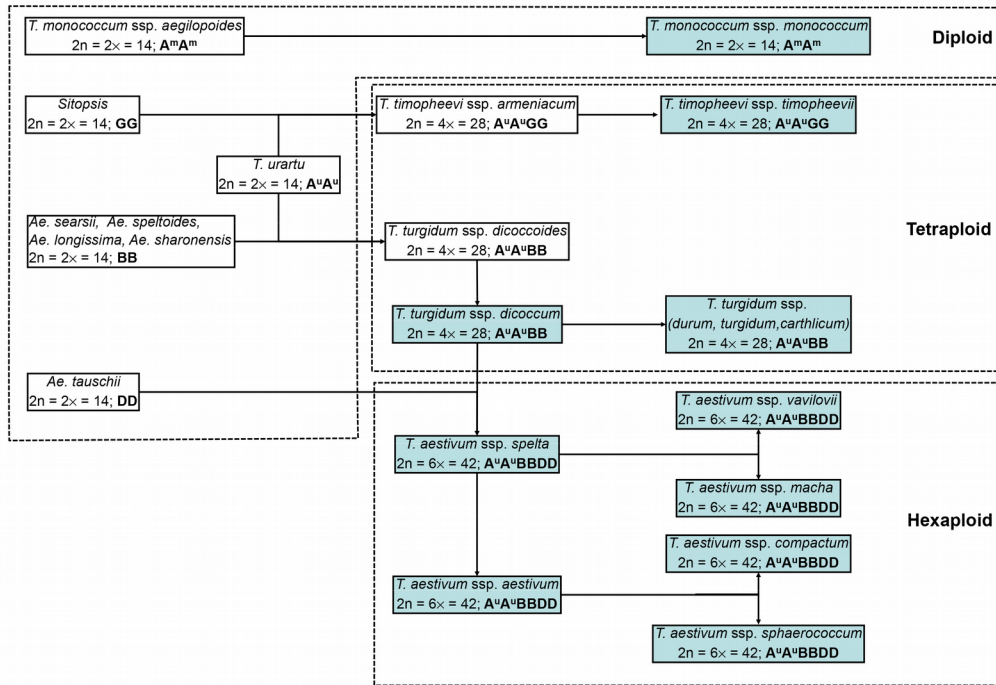 T. monococcum ssp. aegilopoides
2n = 2× = 14; AᵐAᵐ
T. monococcum ssp. monococcum
2n = 2× = 14; AᵐAᵐ
Diploid
Sitopsis
2n = 2× = 14; GG
T. timopheevi ssp. armeniacum
2n = 4× = 28; AᵘAᵘGG
T. timopheevi ssp. timopheevii
2n = 4× = 28; AᵘAᵘGG
T. urartu
2n = 2× = 14; AᵘAᵘ
Ae. searsii, Ae. speltoides,
Ae. longissima, Ae. sharonensis
2n = 2× = 14; BB
T. turgidum ssp. dicoccoides
2n = 4× = 28; AᵘAᵘBB
Tetraploid
T. turgidum ssp. dicoccum
2n = 4× = 28; AᵘAᵘBB
T. turgidum ssp.
(durum, turgidum,carthlicum)
2n = 4× = 28; AᵘAᵘBB
Ae. tauschii
2n = 2× = 14; DD
T. aestivum ssp. vavilovii
2n = 6× = 42; AᵘAᵘBBDD
T. aestivum ssp. spelta
2n = 6× = 42; AᵘAᵘBBDD
T. aestivum ssp. macha
2n = 6× = 42; AᵘAᵘBBDD
Hexaploid
T. aestivum ssp. compactum
2n = 6× = 42; AᵘAᵘBBDD
T. aestivum ssp. aestivum
2n = 6× = 42; AᵘAᵘBBDD
T. aestivum ssp. sphaerococcum
2n = 6× = 42; AᵘAᵘBBDD